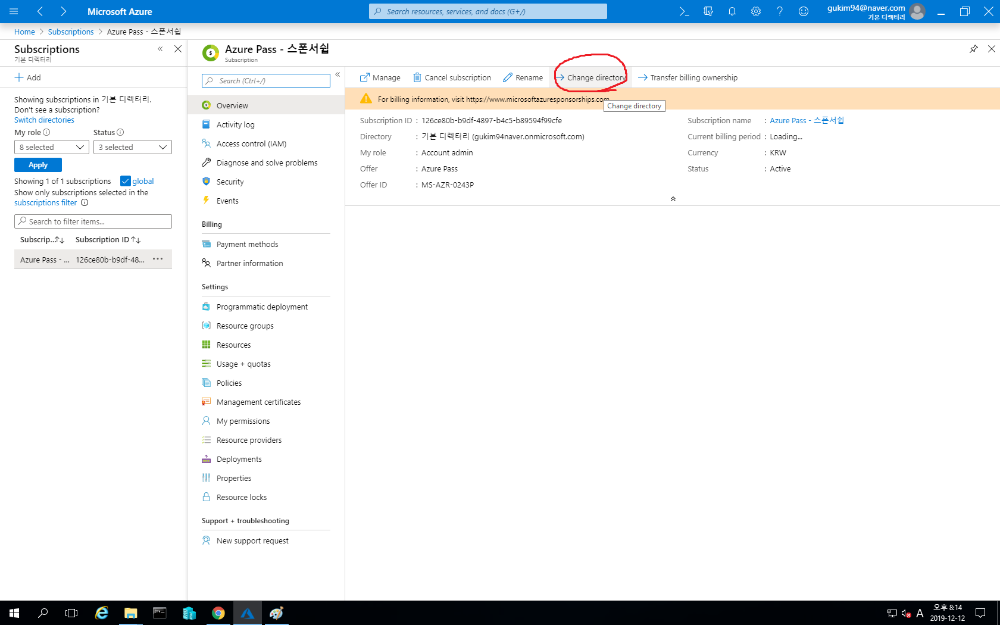 Microsoft Azure
Search resources, services, and docs (G+/)
gukim94@naver.com
기본 디렉터리
Home > Subscriptions > Azure Pass - 스폰서쉽
Subscriptions
기본 디렉터리
Add
Showing subscriptions in 기본 디렉터리.
Don't see a subscription?
Switch directories
My role Status
8 selected 3 selected
Apply
Showing 1 of 1 subscriptions global
Show only subscriptions selected in the
subscriptions filter
Search to filter items...
Subscrip... Subscription ID
Azure Pass - ... 126ce80b-b9df-48... ...
Azure Pass - 스폰서쉽
Subscription
Search (Ctrl+/)
Overview
Activity log
Access control (IAM)
Diagnose and solve problems
Security
Events
Billing
Payment methods
Partner information
Settings
Programmatic deployment
Resource groups
Resources
Usage + quotas
Policies
Management certificates
My permissions
Resource providers
Deployments
Properties
Resource locks
Support + troubleshooting
New support request
Manage Cancel subscription Rename Change directory Transfer billing ownership
For billing information, visit https://www.microsoftazuresponsorships.com
Change directory
Subscription ID : 126ce80b-b9df-4897-b4c5-b89594f99cfe
Directory : 기본 디렉터리 (gukim94naver.onmicrosoft.com)
My role : Account admin
Offer : Azure Pass
Offer ID : MS-AZR-0243P
Subscription name : Azure Pass - 스폰서쉽
Current billing period : Loading...
Currency : KRW
Status : Active
A
오후 8:14
2019-12-12